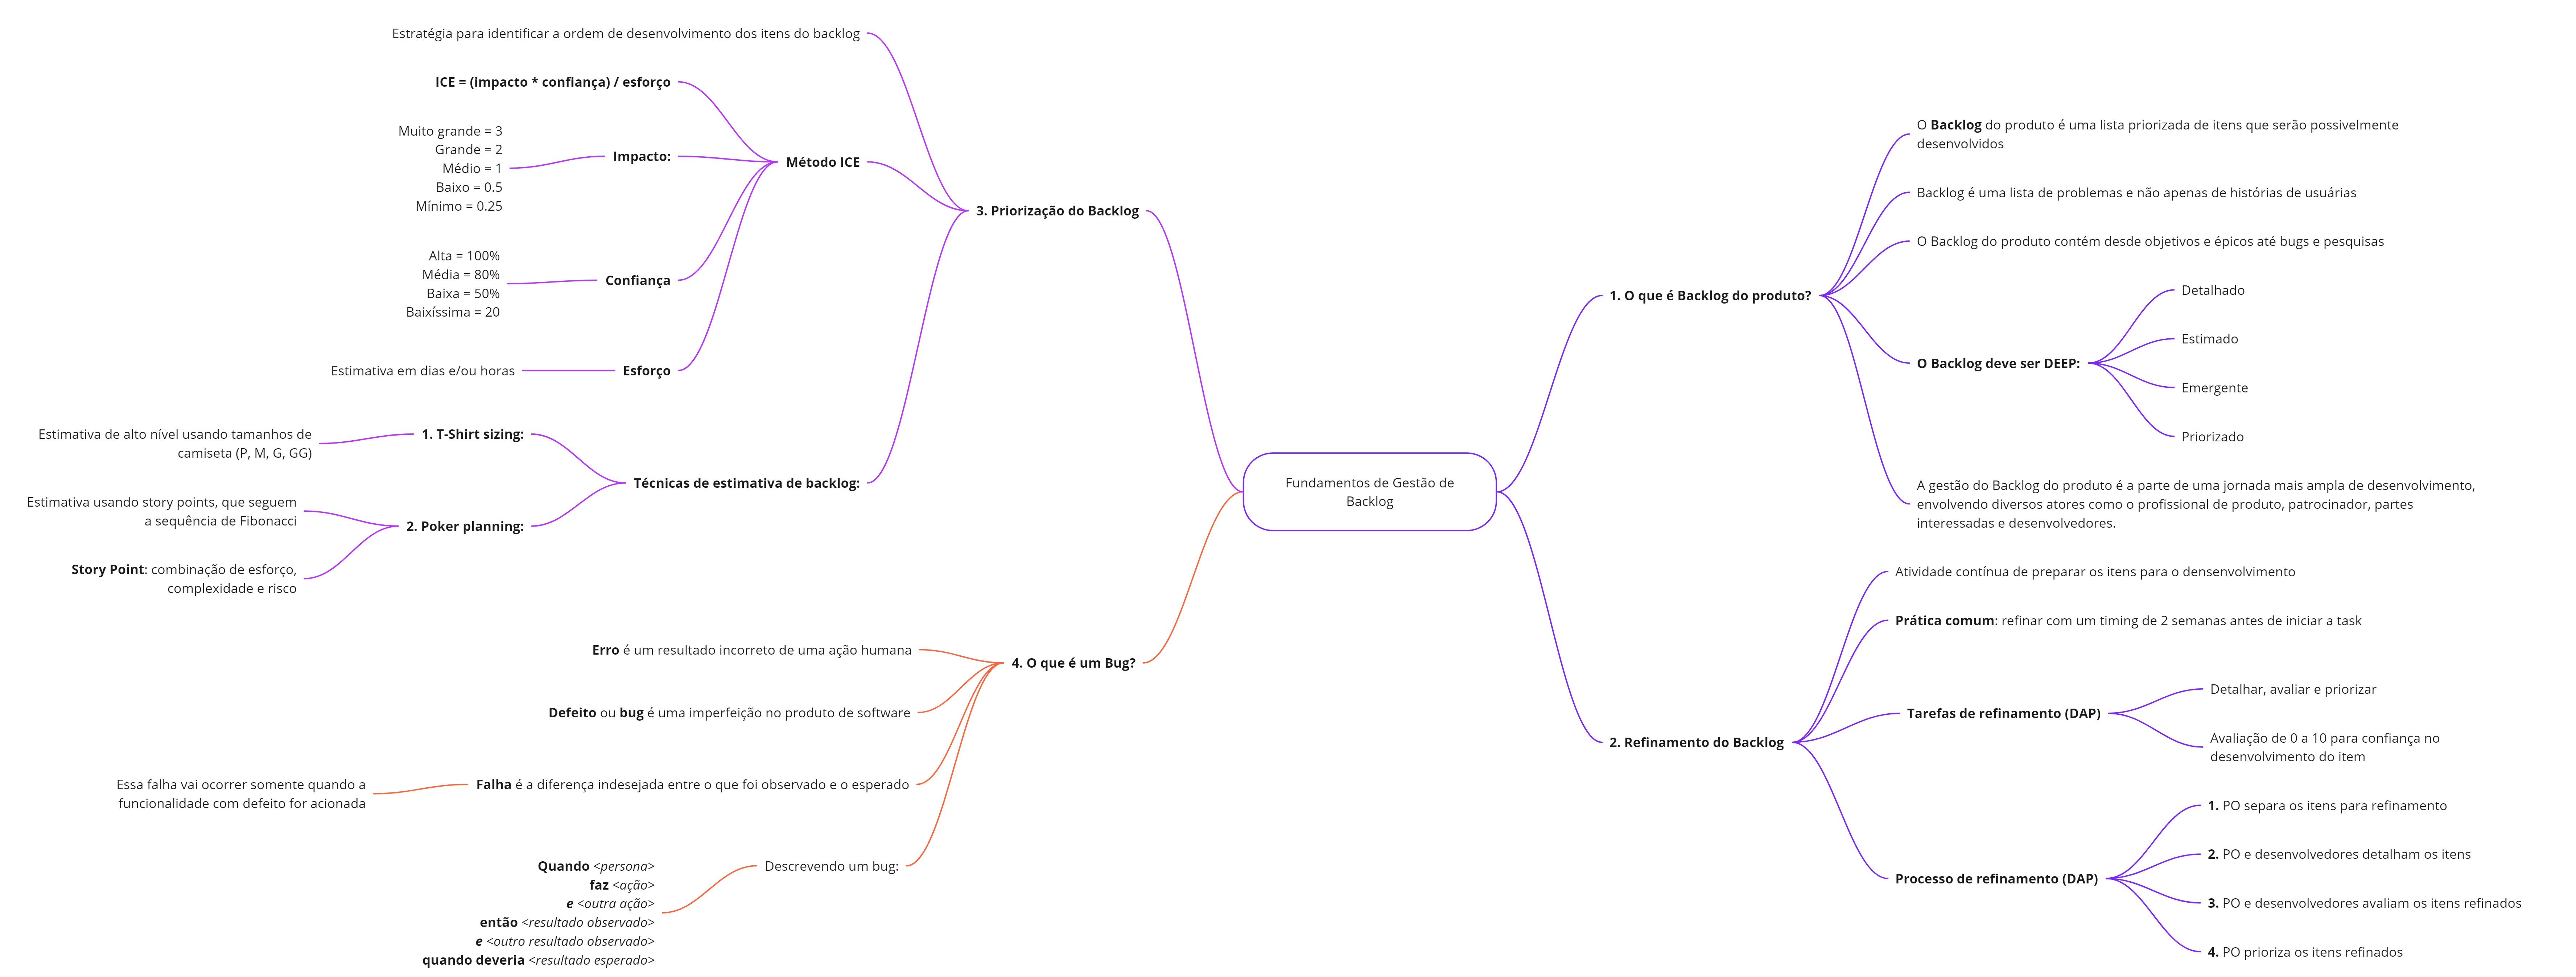 Fundamentos de Gestão de
Backlog
1. O que é Backlog do produto?
O Backlog do produto é uma lista priorizada de itens que serão possivelmente
desenvolvidos
Backlog é uma lista de problemas e não apenas de histórias de usuárias
O Backlog do produto contém desde objetivos e épicos até bugs e pesquisas
O Backlog deve ser DEEP:
Detalhado
Estimado
Emergente
Priorizado
A gestão do Backlog do produto é a parte de uma jornada mais ampla de desenvolvimento,
envolvendo diversos atores como o profissional de produto, patrocinador, partes
interessadas e desenvolvedores.
2. Refinamento do Backlog
Atividade contínua de preparar os itens para o densenvolvimento
Prática comum: refinar com um timing de 2 semanas antes de iniciar a task
Tarefas de refinamento (DAP)
Detalhar, avaliar e priorizar
Avaliação de 0 a 10 para confiança no
desenvolvimento do item
Processo de refinamento (DAP)
1. PO separa os itens para refinamento
2. PO e desenvolvedores detalham os itens
3. PO e desenvolvedores avaliam os itens refinados
4. PO prioriza os itens refinados
3. Priorização do Backlog
Estratégia para identificar a ordem de desenvolvimento dos itens do backlog
Método ICE
ICE = (impacto * confiança) / esforço
Impacto:
Muito grande = 3
Grande = 2
Médio = 1
Baixo = 0.5
Mínimo = 0.25
Confiança
Alta = 100%
Média = 80%
Baixa = 50%
Baixíssima = 20
Esforço
Estimativa em dias e/ou horas
Técnicas de estimativa de backlog:
1. T-Shirt sizing:
Estimativa de alto nível usando tamanhos de
camiseta (P, M, G, GG)
2. Poker planning:
Estimativa usando story points, que seguem
a sequência de Fibonacci
Story Point: combinação de esforço,
complexidade e risco
4. O que é um Bug?
Erro é um resultado incorreto de uma ação humana
Defeito ou bug é uma imperfeição no produto de software
Falha é a diferença indesejada entre o que foi observado e o esperado
Essa falha vai ocorrer somente quando a
funcionalidade com defeito for acionada
Descrevendo um bug:
Quando <persona>
faz <ação>
e <outra ação>
então <resultado observado>
e <outro resultado observado>
quando deveria <resultado esperado>